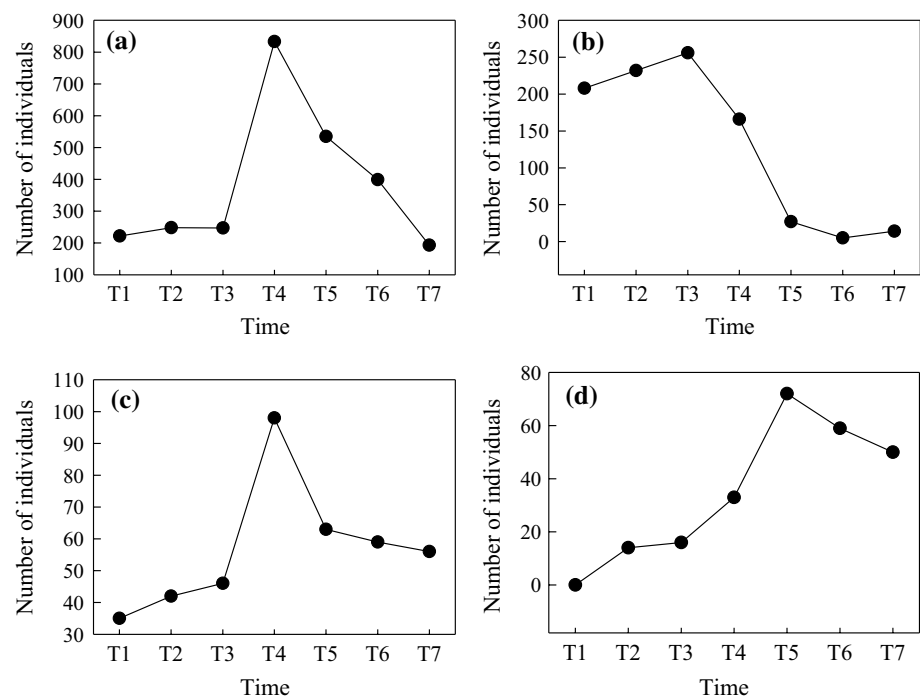 (a)
Number of individuals
900
800
700
600
500
400
300
200
100
T1 T2 T3 T4 T5 T6 T7
Time
(b)
Number of individuals
300
250
200
150
100
50
0
T1 T2 T3 T4 T5 T6 T7
Time
(c)
Number of individuals
110
100
90
80
70
60
50
40
30
T1 T2 T3 T4 T5 T6 T7
Time
(d)
Number of individuals
80
60
40
20
0
T1 T2 T3 T4 T5 T6 T7
Time